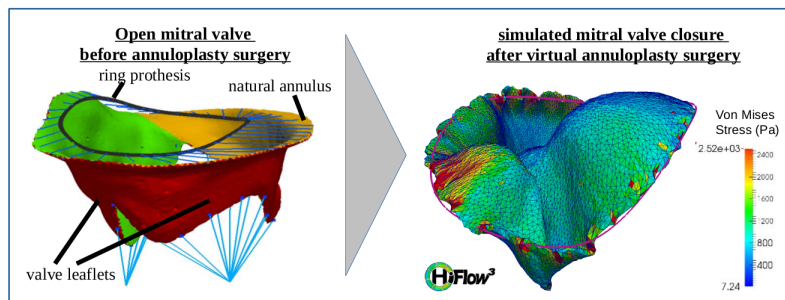 Open mitral valve
before annuloplasty surgery
ring prothesis
natural annulus
valve leaflets
simulated mitral valve closure
after virtual annuloplasty surgery
Von Mises
Stress (Pa)
2.52e+03
2400
2000
1600
1200
800
400
7.24
HiFlow³